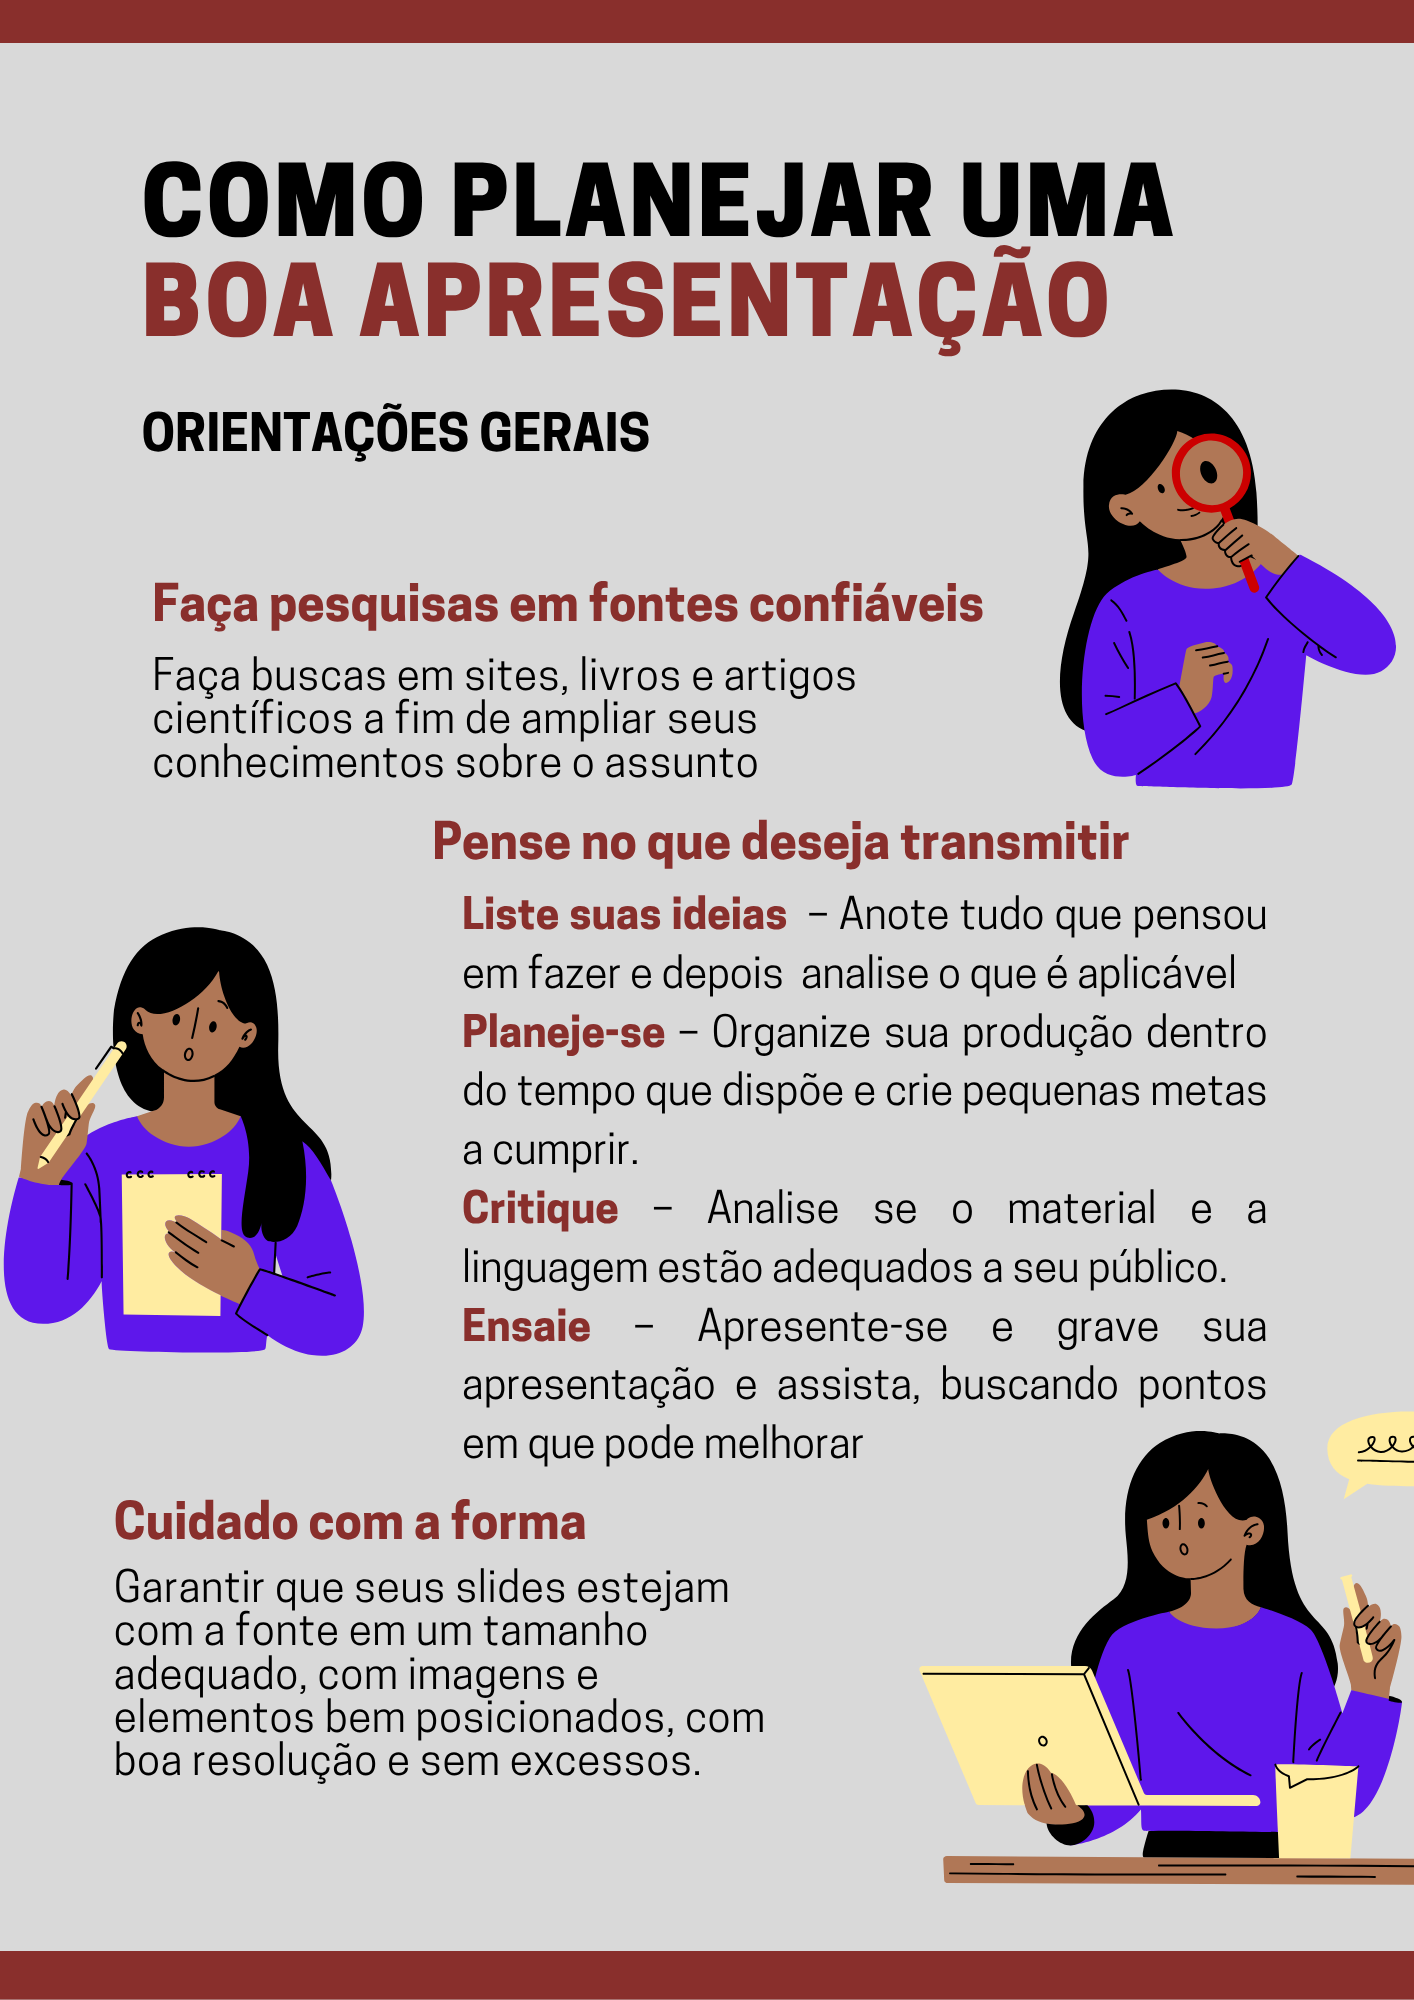 COMO PLANEJAR UMA
BOA APRESENTAÇÃO
ORIENTAÇÕES GERAIS
Faça pesquisas em fontes confiáveis
Faça buscas em sites, livros e artigos
científicos a fim de ampliar seus
conhecimentos sobre o assunto
Pense no que deseja transmitir
Liste suas ideias – Anote tudo que pensou
em fazer e depois analise o que é aplicável
Planeje-se – Organize sua produção dentro
do tempo que dispõe e crie pequenas metas
a cumprir.
Critique – Analise se o material e a
linguagem estão adequados a seu público.
Ensaie – Apresente-se e grave sua
apresentação e assista, buscando pontos
em que pode melhorar
Cuidado com a forma
Garantir que seus slides estejam
com a fonte em um tamanho
adequado, com imagens e
elementos bem posicionados, com
boa resolução e sem excessos.